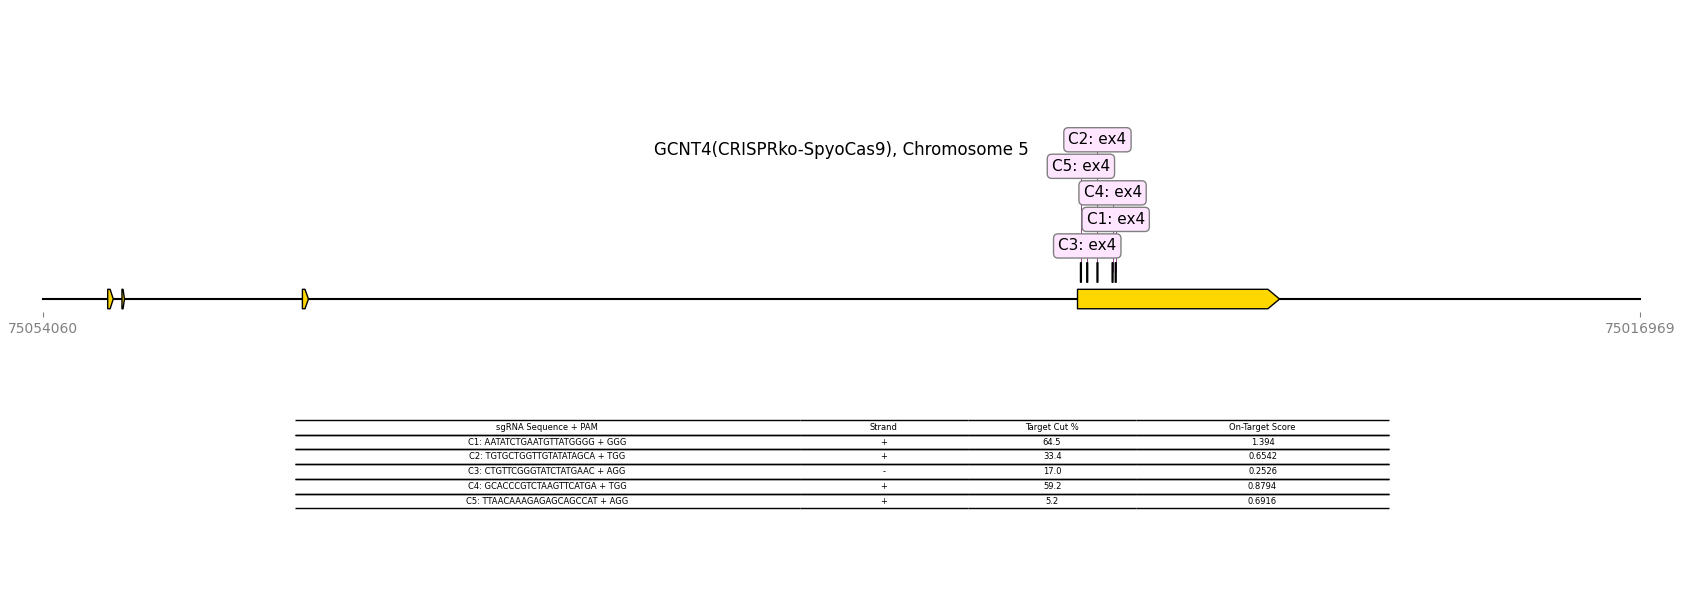 C2: ex4
GCNT4(CRISPRko-SpyoCas9), Chromosome 5
C5: ex4
C4: ex4
C1: ex4
C3: ex4
75054060 75016969
sgRNA Sequence + PAM Strand Target Cut % On-Target Score
C1: AATATCTGAATGTTATGGGG + GGG + 64.5 1.394
C2: TGTGCTGGTTGTATATAGCA + TGG + 33.4 0.6542
C3: CTGTTCGGGTATCTATGAAC + AGG - 17.0 0.2526
C4: GCACCCGTCTAAGTTCATGA + TGG + 59.2 0.8794
C5: TTAACAAAGAGAGCAGCCAT + AGG + 5.2 0.6916